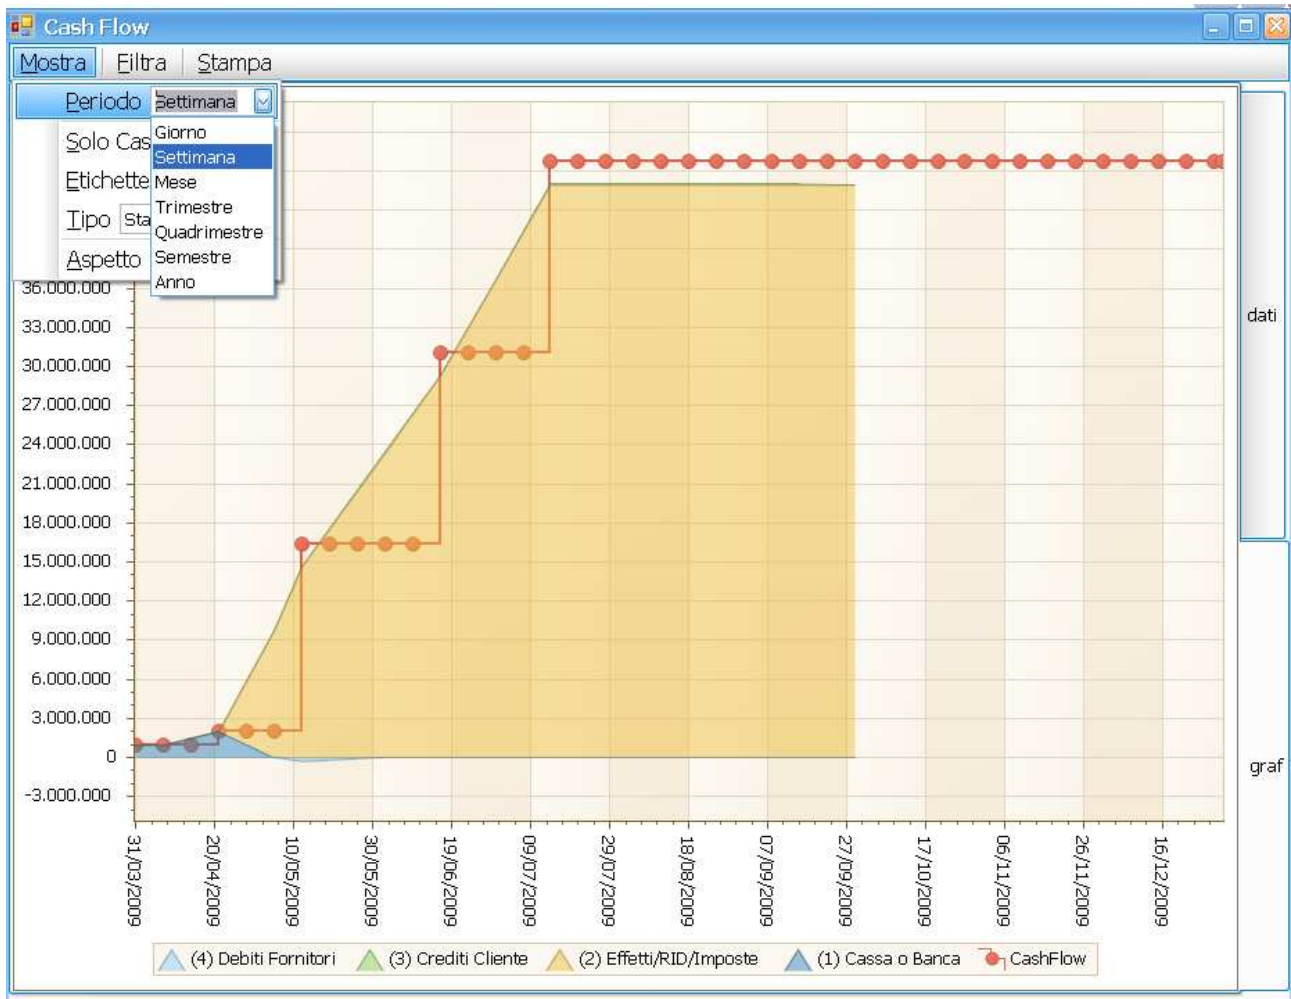 Cash Flow
Mostra Filtra Stampa
Periodo Settimana
Giorno
Solo Cas
Settimana
Etichette
Mese
Trimestre
Tipo Sta
Quadrimestre
Aspetto
Semestre
Anno
36.000.000
33.000.000
30.000.000
27.000.000
24.000.000
21.000.000
18.000.000
15.000.000
12.000.000
9.000.000
6.000.000
3.000.000
0
-3.000.000
dati
graf
31/03/2009
20/04/2009
10/05/2009
30/05/2009
19/06/2009
09/07/2009
29/07/2009
18/08/2009
07/09/2009
27/09/2009
17/10/2009
06/11/2009
26/11/2009
16/12/2009
(4) Debiti Fornitori (3) Crediti Cliente (2) Effetti/RID/Imposte (1) Cassa o Banca CashFlow